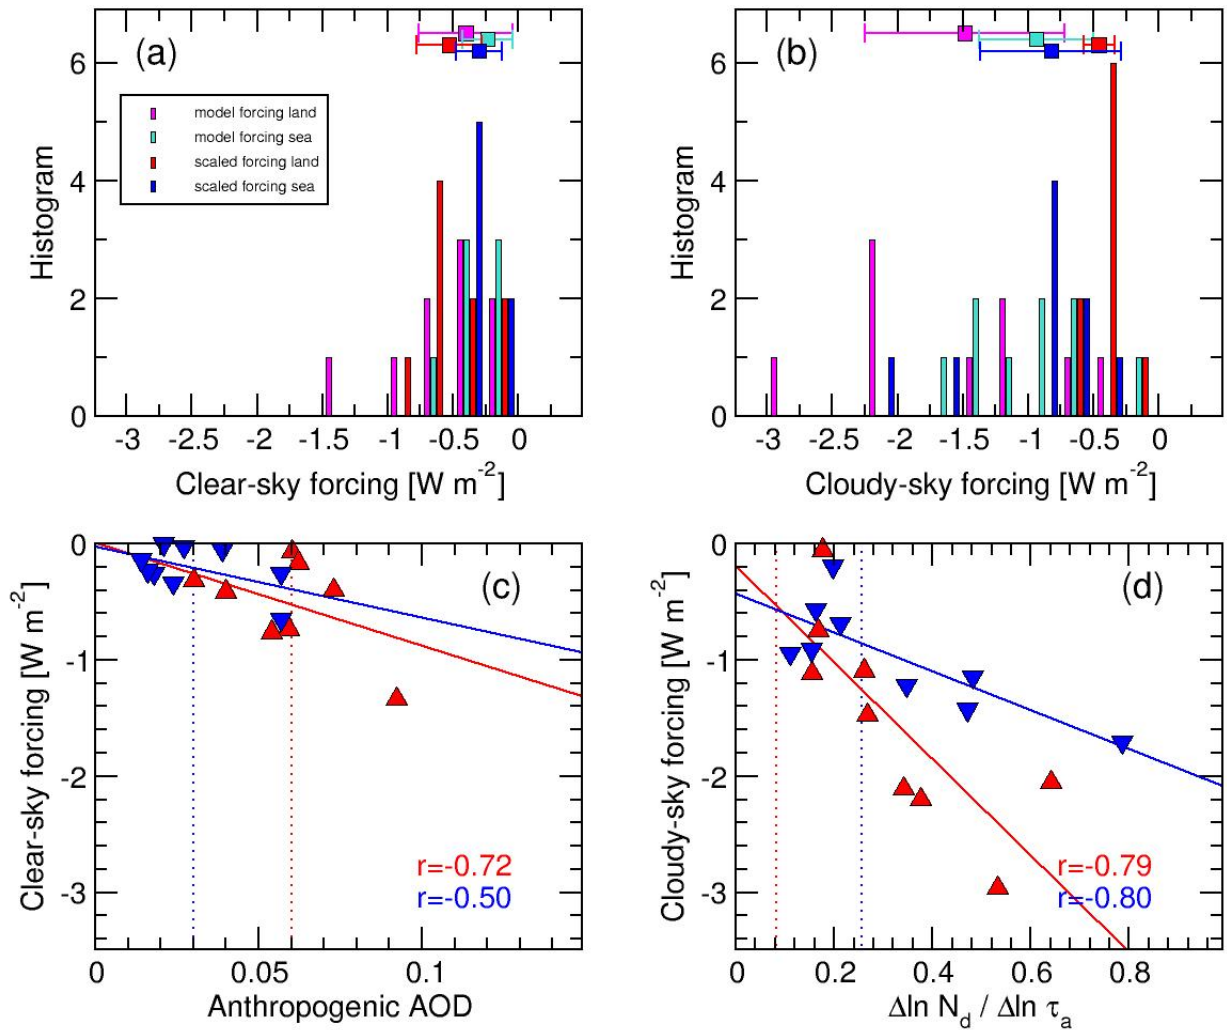 (a)
6
4
2
0
Histogram
model forcing land
model forcing sea
scaled forcing land
scaled forcing sea
-3 -2.5 -2 -1.5 -1 -0.5 0
Clear-sky forcing [W m-2]
(b)
6
4
2
0
Histogram
-3 -2.5 -2 -1.5 -1 -0.5 0
Cloudy-sky forcing [W m-2]
(c)
0
-1
-2
-3
Clear-sky forcing [W m-2]
r=-0.72
r=-0.50
0 0.05 0.1
Anthropogenic AOD
(d)
0
-1
-2
-3
Cloudy-sky forcing [W m-2]
r=-0.79
r=-0.80
0 0.2 0.4 0.6 0.8
Δln Nd / Δln τa